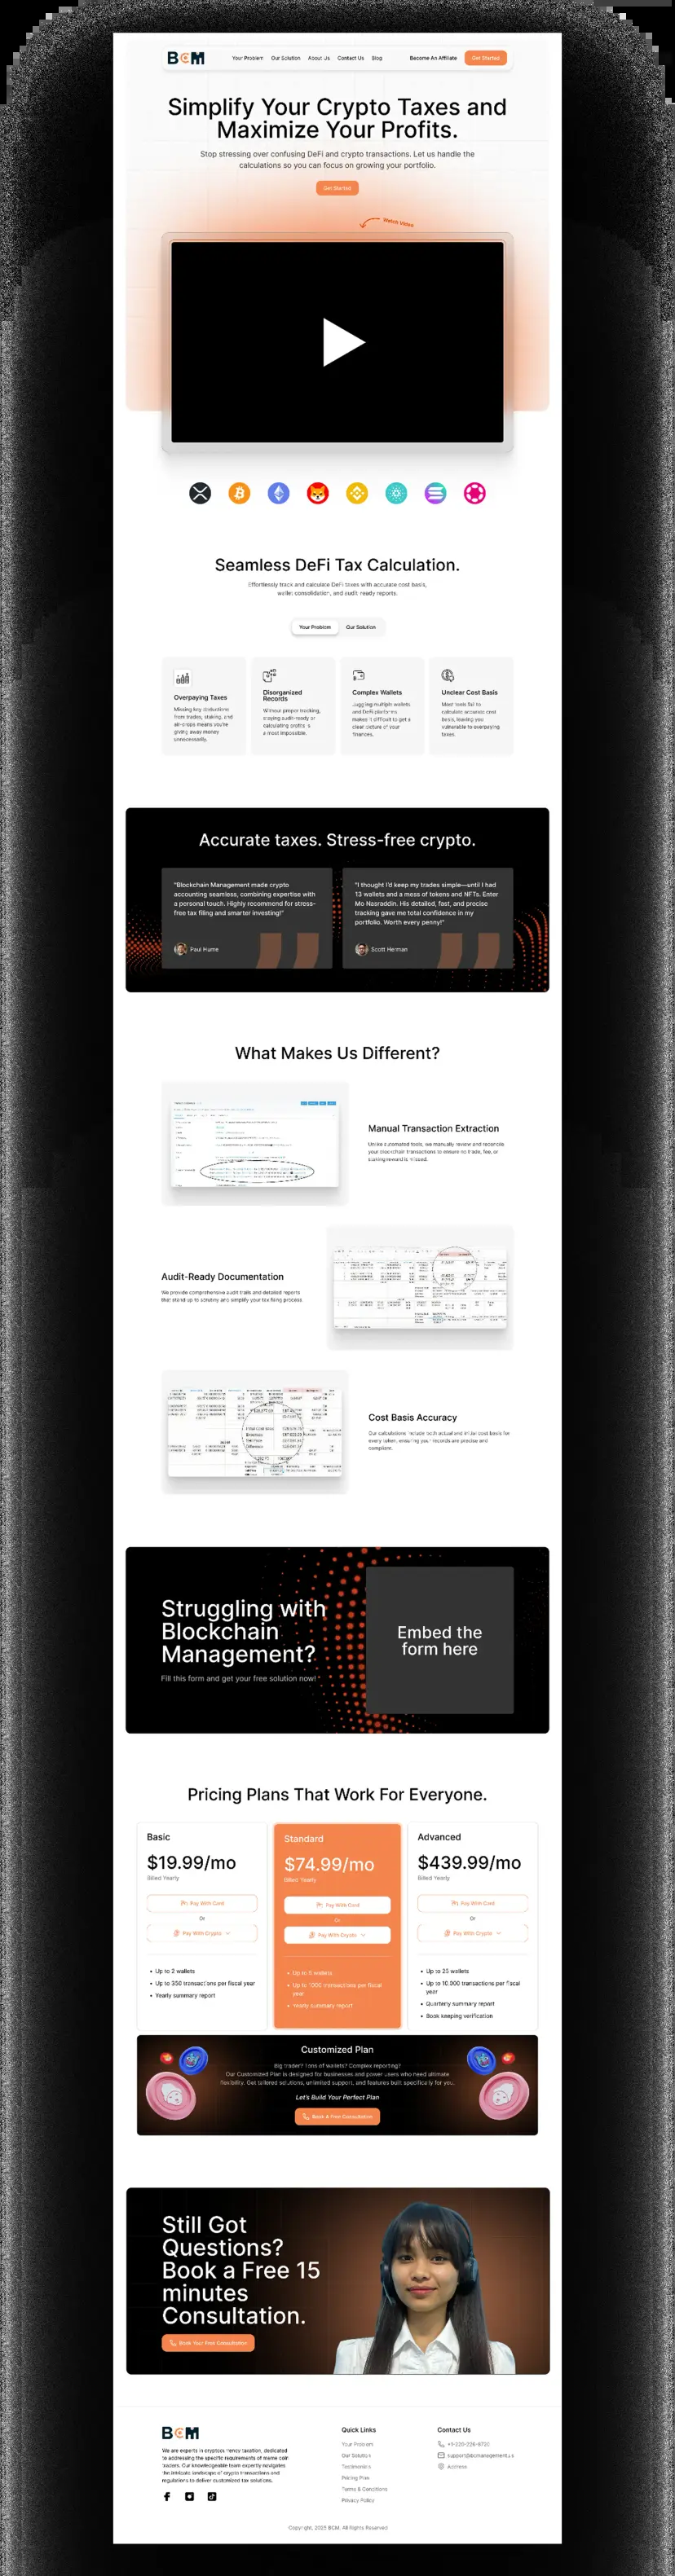 BCM
Your Problem Our Solution About Us Contact Us Blog
Become An Affiliate
Get Started
Simplify Your Crypto Taxes and
Maximize Your Profits.
Stop stressing over confusing DeFi and crypto transactions. Let us handle the
calculations so you can focus on growing your portfolio.
Get Started
Watch Video
Seamless DeFi Tax Calculation.
Effortlessly track and calculate DeFi taxes with accurate cost basis,
wallet consolidation, and audit-ready reports.
Your Problem Our Solution
Overpaying Taxes
Missing key deductions
from trades, staking, and
airdrops means you're
giving away money
unnecessarily.
Disorganized
Records
Without proper tracking,
staying audit-ready or
calculating profits is
almost impossible.
Complex Wallets
Juggling multiple wallets
and DeFi platforms
makes it difficult to get a
clear picture of your
finances.
Unclear Cost Basis
Most tools fail to
calculate accurate cost
basis, leaving you
vulnerable to overpaying
taxes.
Accurate taxes. Stress-free crypto.
"Blockchain Management made crypto
accounting seamless, combining expertise with
a personal touch. Highly recommend for stress-
free tax filing and smarter investing!"
Paul Hume
"I thought I'd keep my trades simple—until I had
13 wallets and a mess of tokens and NFTs. Enter
Mo Nasraddin. His detailed, fast, and precise
tracking gave me total confidence in my
portfolio. Worth every penny!"
Scott Herman
What Makes Us Different?
Manual Transaction Extraction
Unlike automated tools, we manually review and reconcile
your blockchain transactions to ensure no trade, fee, or
staking reward is missed.
Audit-Ready Documentation
We provide comprehensive audit trails and detailed reports
that stand up to scrutiny and simplify your tax filing process.
Cost Basis Accuracy
Our calculations include both actual and initial cost basis for
every token, ensuring your records are precise and
compliant.
Struggling with
Blockchain
Management?
Fill this form and get your free solution now!
Embed the
form here
Pricing Plans That Work For Everyone.
Basic
$19.99/mo
Billed Yearly
Pay With Card
Or
Pay With Crypto
Up to 2 wallets
Up to 350 transactions per fiscal year
Yearly summary report
Standard
$74.99/mo
Billed Yearly
Pay With Card
Or
Pay With Crypto
Up to wallets
Up to 1000 transactions per fiscal
year
Yearly summary report
Advanced
$439.99/mo
Billed Yearly
Pay With Card
Or
Pay With Crypto
Up to 25 wallets
Up to 10,000 transactions per fiscal
year
Quarterly summary report
Book keeping verification
Customized Plan
Big trader? Tons of wallets? Complex reporting?
Our Customized Plan is designed for businesses and power users who need ultimate
flexibility. Get tailored solutions, unlimited support, and features built specifically for you.
Let's Build Your Perfect Plan
Book A Free Consultation
Still Got
Questions?
Book a Free 15
minutes
Consultation.
Book Your Free Consultation
BCM
We are experts in cryptocurrency taxation, dedicated
to addressing the specific requirements of meme coin
traders. Our knowledgeable team expertly navigates
the intricate landscape of crypto transactions and
regulations to deliver customized tax solutions.
Quick Links
Your Problem
Our Solution
Testimonials
Pricing Plan
Terms & Conditions
Privacy Policy
Contact Us
support@bcmanagement.us
Address
Copyright, 2025 BCM. All Rights Reserved